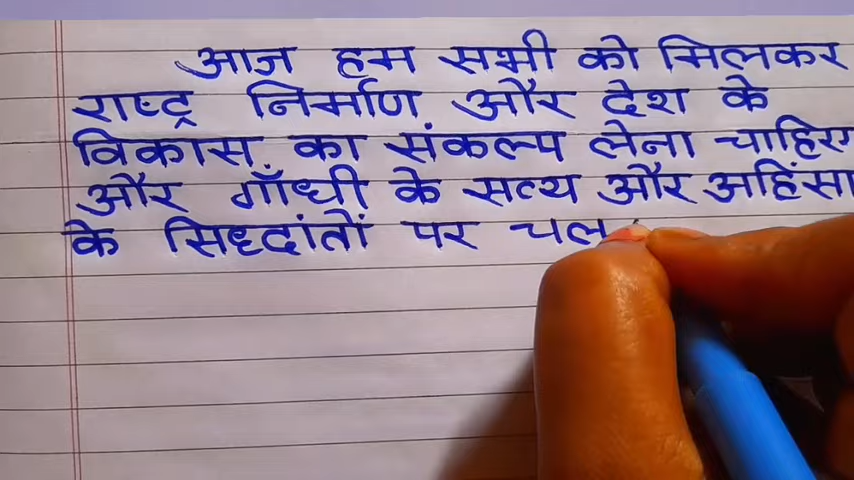 आज हम सभी को मिलकर
राष्ट्र निर्माण और देश के
विकास का संकल्प लेना चाहिए
और गाँधी के सत्य और अहिंसा
के सिध्दांतों पर चल